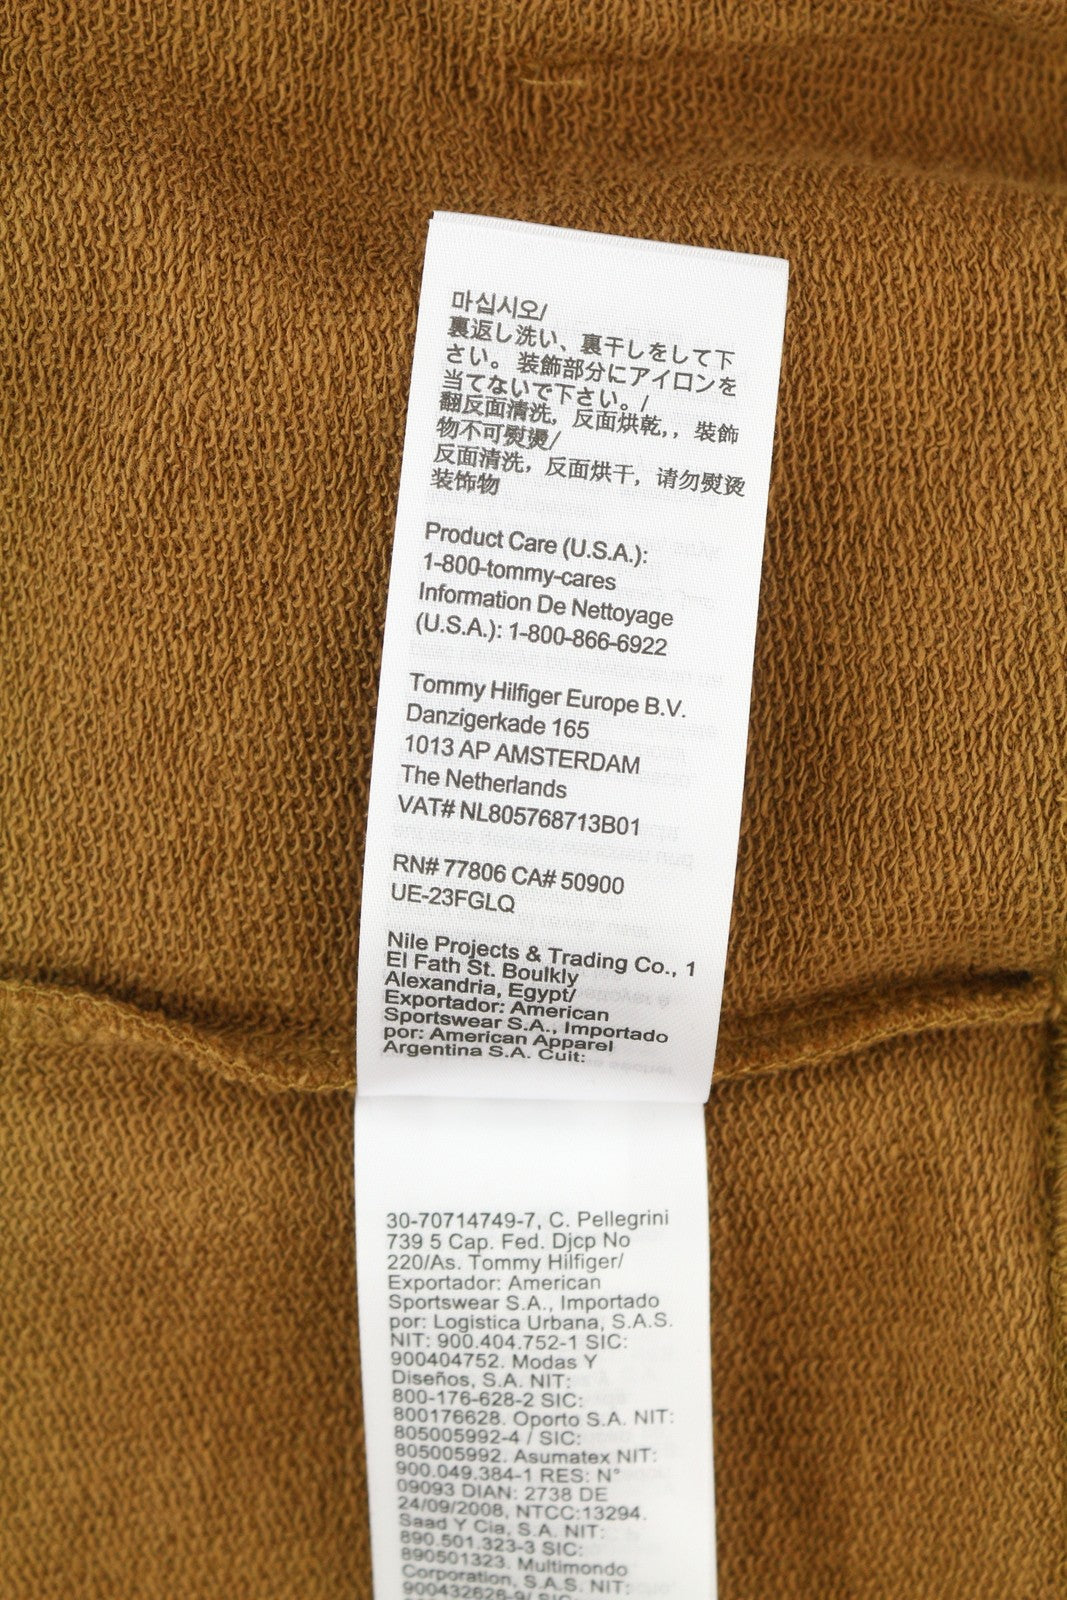 마십시오/
裏返し洗い、裏干しをして下
さい。装飾部分にアイロンを
当てないで下さい。/
翻反面清洗，反面烘乾，，裝飾
物不可熨燙/
反面清洗，反面烘干，请勿熨烫
装饰物
Product Care (U.S.A.):
1-800-tommy-cares
Information De Nettoyage
(U.S.A.): 1-800-866-6922
Tommy Hilfiger Europe B.V.
Danzigerkade 165
1013 AP AMSTERDAM
The Netherlands
VAT# NL805768713B01
RN# 77806 CA# 50900
UE-23FGLQ
Nile Projects & Trading Co., 1
El Fath St. Boulkly
Alexandria, Egypt/
Exportador: American
Sportswear S.A., Importado
por: American Apparel
Argentina S.A. Cuit:
30-70714749-7, C. Pellegrini
739 5 Cap. Fed. Djcp No
220/As. Tommy Hilfiger/
Exportador: American
Sportswear S.A., Importado
por: Logistica Urbana, S.A.S.
NIT: 900.404.752-1 SIC:
900404752. Modas Y
Diseños, S.A. NIT:
800-176-628-2 SIC:
800176628. Oporto S.A. NIT:
805005992-4 / SIC:
805005992. Asumatex NIT:
900.049.384-1 RES: N°
09093 DIAN: 2738 DE
24/09/2008, NTCC:13294.
Saad Y Cia, S.A. NIT:
890.501.323-3 SIC:
890501323. Multimondo
Corporation, S.A.S. NIT:
900432628-9/ SIC: